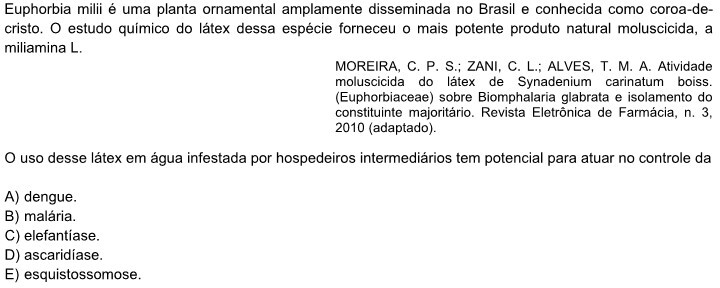 Euphorbia milii é uma planta ornamental amplamente disseminada no Brasil e conhecida como coroa-de-
cristo. O estudo químico do látex dessa espécie forneceu o mais potente produto natural moluscicida, a
miliamina L.
MOREIRA, C. P. S.; ZANI, C. L.; ALVES, T. M. A. Atividade
moluscicida do látex de Synadenium carinatum boiss.
(Euphorbiaceae) sobre Biomphalaria glabrata e isolamento do
constituinte majoritário. Revista Eletrônica de Farmácia, n. 3,
2010 (adaptado).
O uso desse látex em água infestada por hospedeiros intermediários tem potencial para atuar no controle da
A) dengue.
B) malária.
C) elefantíase.
D) ascaridíase.
E) esquistossomose.